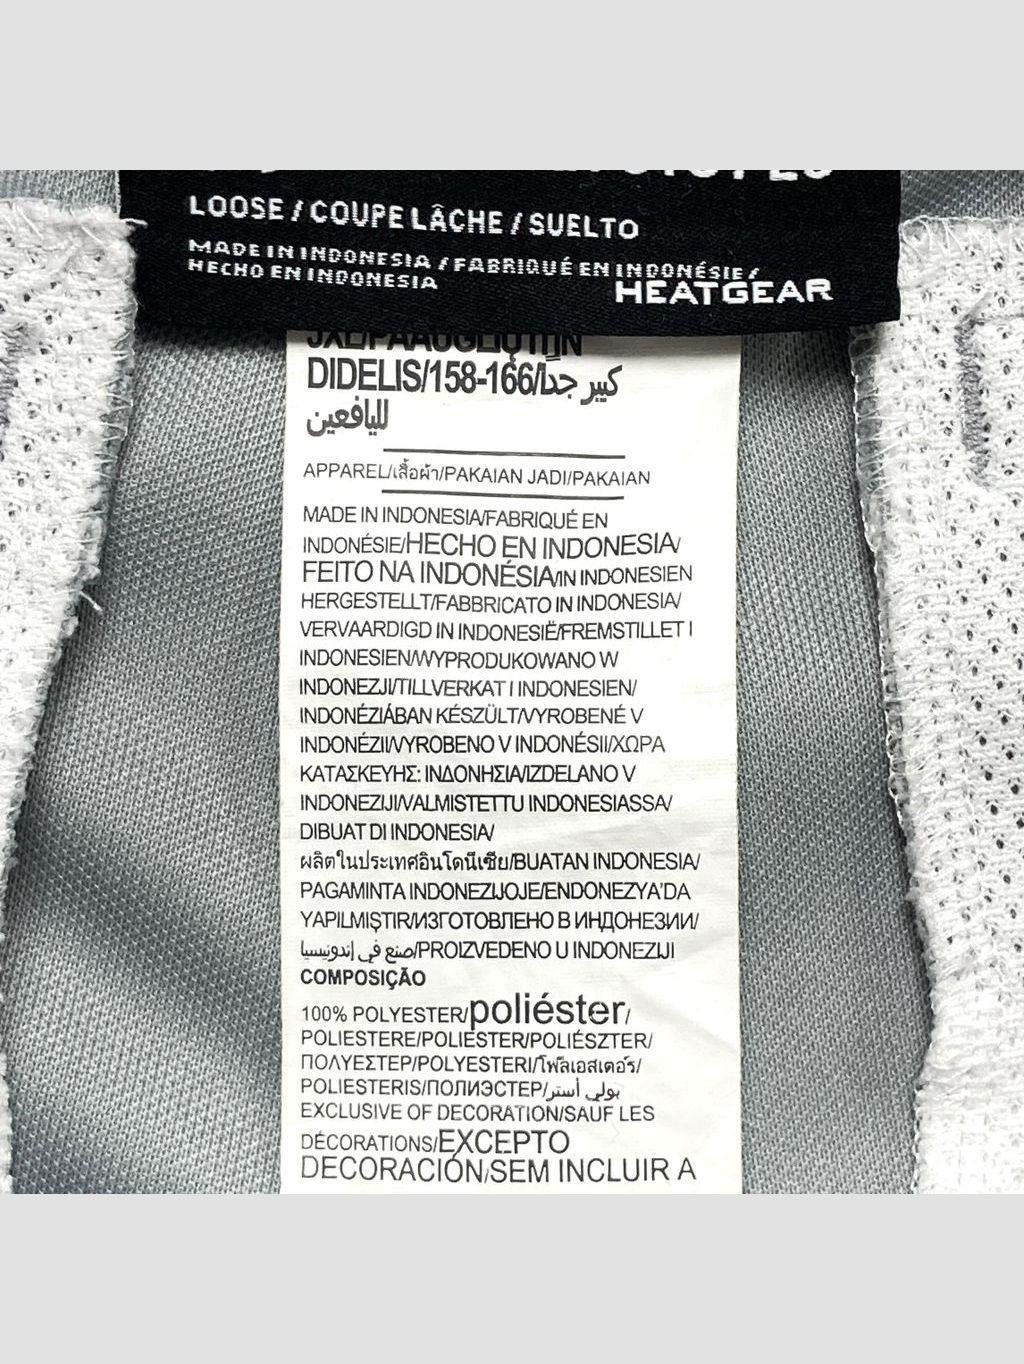 LOOSE / COUPE LÂCHE / SUELTO
MADE IN INDONESIA / FABRIQUÉ EN INDONÉSIE /
HECHO EN INDONESIA
HEATGEAR
DIDELIS/158-166/كبير جدًا
لليافعين
APPAREL/เสื้อผ้า/PAKAIAN JADI/PAKAIAN
MADE IN INDONESIA/FABRIQUÉ EN
INDONÉSIE/HECHO EN INDONESIA/
FEITO NA INDONÉSIA/IN INDONESIEN
HERGESTELLT/FABBRICATO IN INDONESIA/
VERVAARDIGD IN INDONESIË/FREMSTILLET I
INDONESIEN/WYPRODUKOWANO W
INDONEZJI/TILLVERKAT I INDONESIEN/
INDONÉZIÁBAN KÉSZÜLT/VYROBENÉ V
INDONÉZII/VYROBENO V INDONÉSII/ΧΩΡΑ
ΚΑΤΑΣΚΕΥΗΣ: ΙΝΔΟΝΗΣΙΑ/IZDELANO V
INDONEZIJI/VALMISTETTU INDONESIASSA/
DIBUAT DI INDONESIA/
ผลิตในประเทศอินโดนีเซีย/BUATAN INDONESIA/
PAGAMINTA INDONEZIJOJE/ENDONEZYA'DA
YAPILMIŞTIR/ИЗГОТОВЛЕНО В ИНДОНЕЗИИ/
صنع في إندونيسيا/PROIZVEDENO U INDONEZIJI
COMPOSIÇÃO
100% POLYESTER/poliéster/
POLIESTERE/POLIESTER/POLIÉSZTER/
ΠΟΛΥΕΣΤΕΡ/POLYESTERI/โพลีเอสเตอร์/
POLIESTERIS/ПОЛИЭСТЕР/بولي أستر/
EXCLUSIVE OF DECORATION/SAUF LES
DÉCORATIONS/EXCEPTO
DECORACIÓN/SEM INCLUIR A